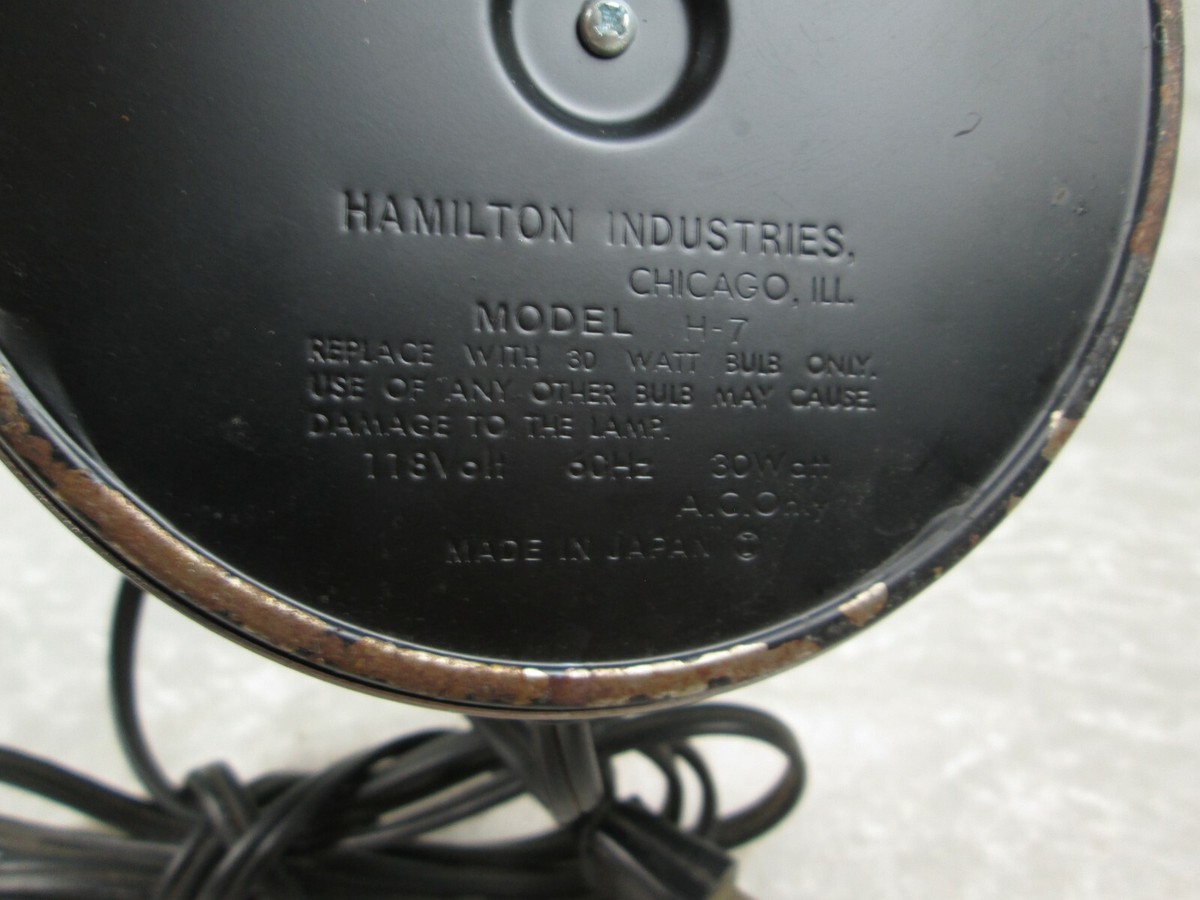 HAMILTON INDUSTRIES,
CHICAGO, ILL.
MODEL H-7
REPLACE WITH 30 WATT BULB ONLY.
USE OF ANY OTHER BULB MAY CAUSE.
DAMAGE TO THE LAMP.
118Volt 60Hz 30Watt
A.C.Only
MADE IN JAPAN